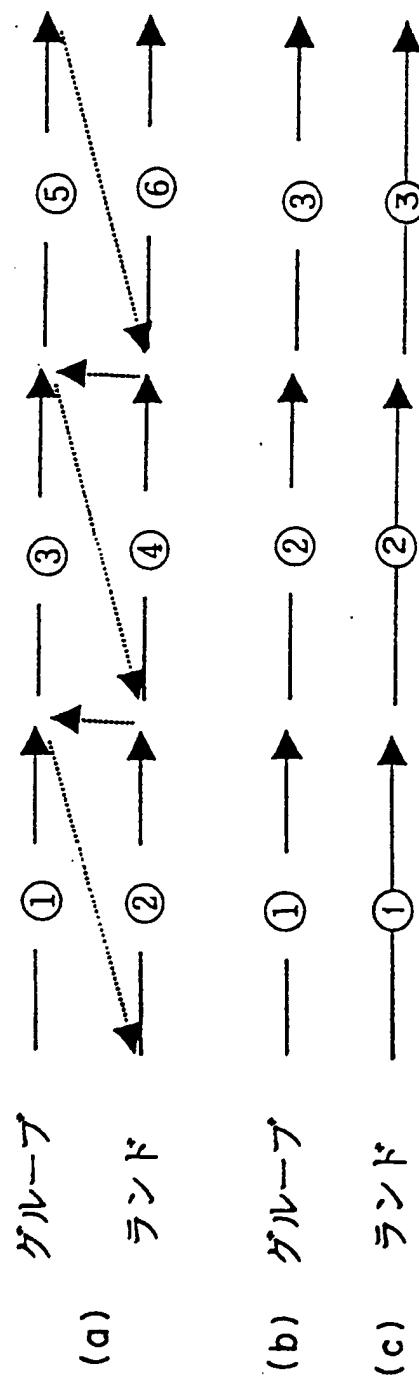 グルーブ ① ③ ⑤
(a)
ランド ② ④ ⑥
(b) グルーブ ① ② ③
(c) ランド ① ② ③